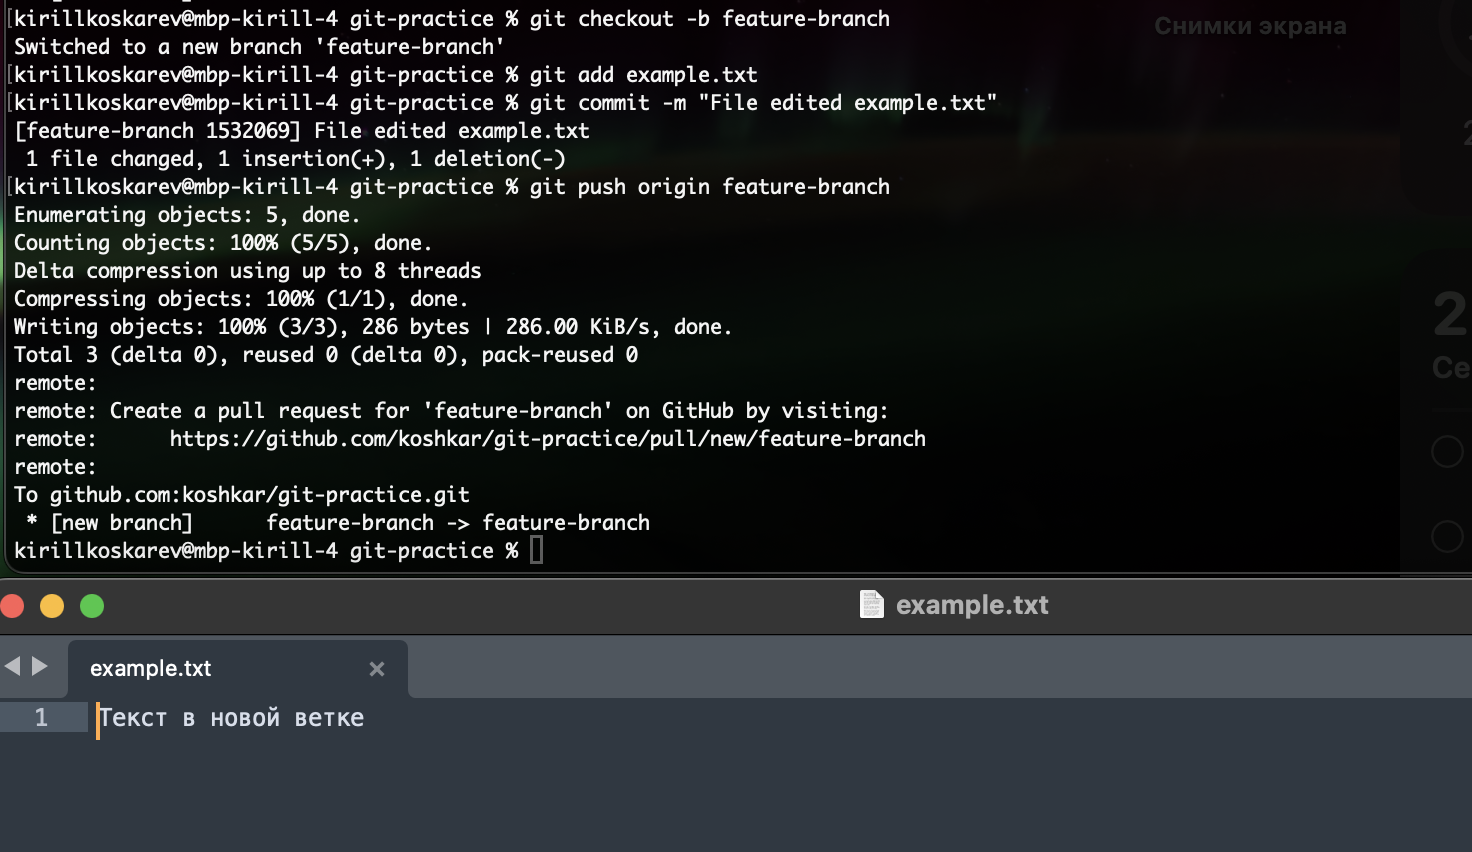 [kirillkoskarev@mbp-kirill-4 git-practice % git checkout -b feature-branch
Снимки экрана
Switched to a new branch 'feature-branch'
[kirillkoskarev@mbp-kirill-4 git-practice % git add example.txt
[kirillkoskarev@mbp-kirill-4 git-practice % git commit -m "File edited example.txt"
[feature-branch 1532069] File edited example.txt
1 file changed, 1 insertion(+), 1 deletion(-)
[kirillkoskarev@mbp-kirill-4 git-practice % git push origin feature-branch
Enumerating objects: 5, done.
Counting objects: 100% (5/5), done.
Delta compression using up to 8 threads
Compressing objects: 100% (1/1), done.
Writing objects: 100% (3/3), 286 bytes | 286.00 KiB/s, done.
Total 3 (delta 0), reused 0 (delta 0), pack-reused 0
remote:
remote: Create a pull request for 'feature-branch' on GitHub by visiting:
remote:      https://github.com/koshkar/git-practice/pull/new/feature-branch
remote:
To github.com:koshkar/git-practice.git
* [new branch]      feature-branch -> feature-branch
kirillkoskarev@mbp-kirill-4 git-practice %
2
example.txt
example.txt ×
1 Текст в новой ветке